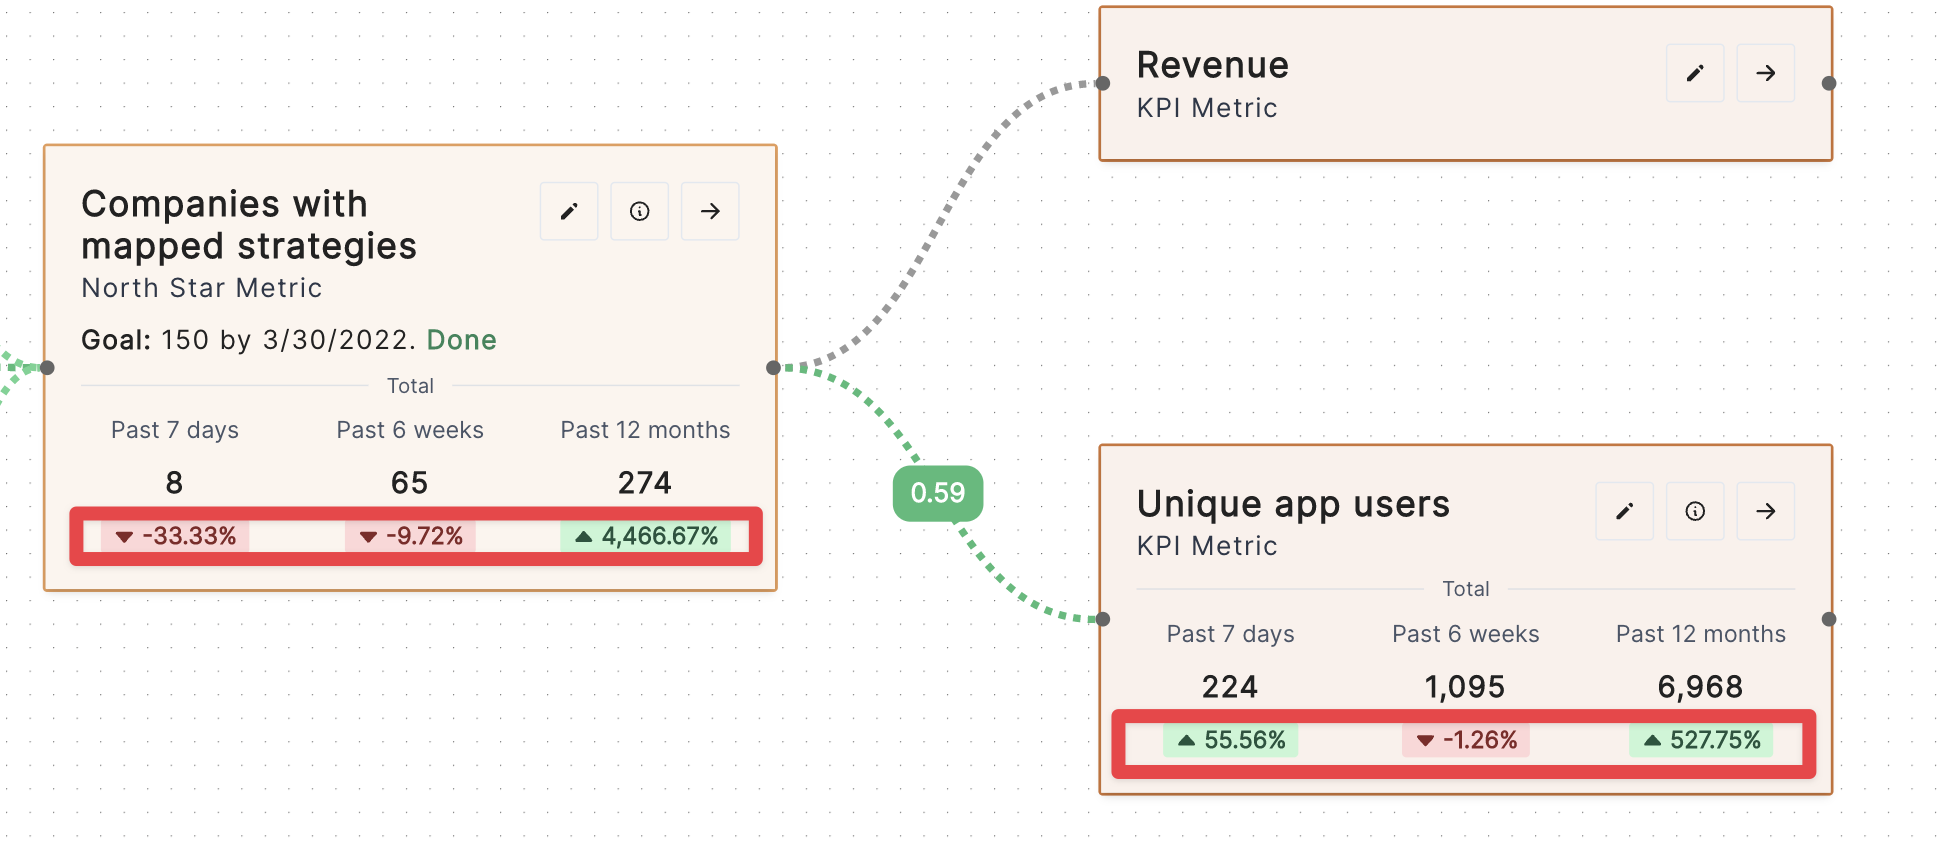 Revenue
KPI Metric
Companies with
mapped strategies
North Star Metric
Goal: 150 by 3/30/2022. Done
Total
Past 7 days Past 6 weeks Past 12 months
8 65 274
-33.33% -9.72% 4,466.67%
0.59
Unique app users
KPI Metric
Total
Past 7 days Past 6 weeks Past 12 months
224 1,095 6,968
55.56% -1.26% 527.75%